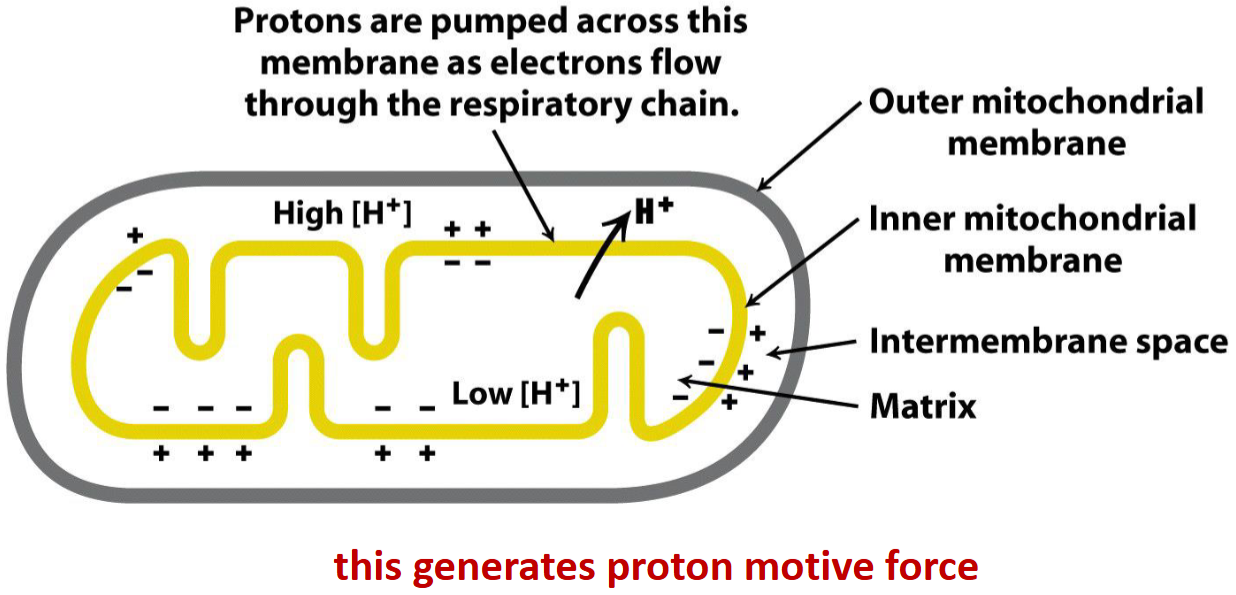 Protons are pumped across this
membrane as electrons flow
through the respiratory chain.
Outer mitochondrial
membrane
High [H⁺]
+ +
H⁺
Inner mitochondrial
membrane
+
– –
–
–
– +
Intermembrane space
– +
Low [H⁺]
– +
Matrix
– – –
– –
+ + +
+ +
this generates proton motive force